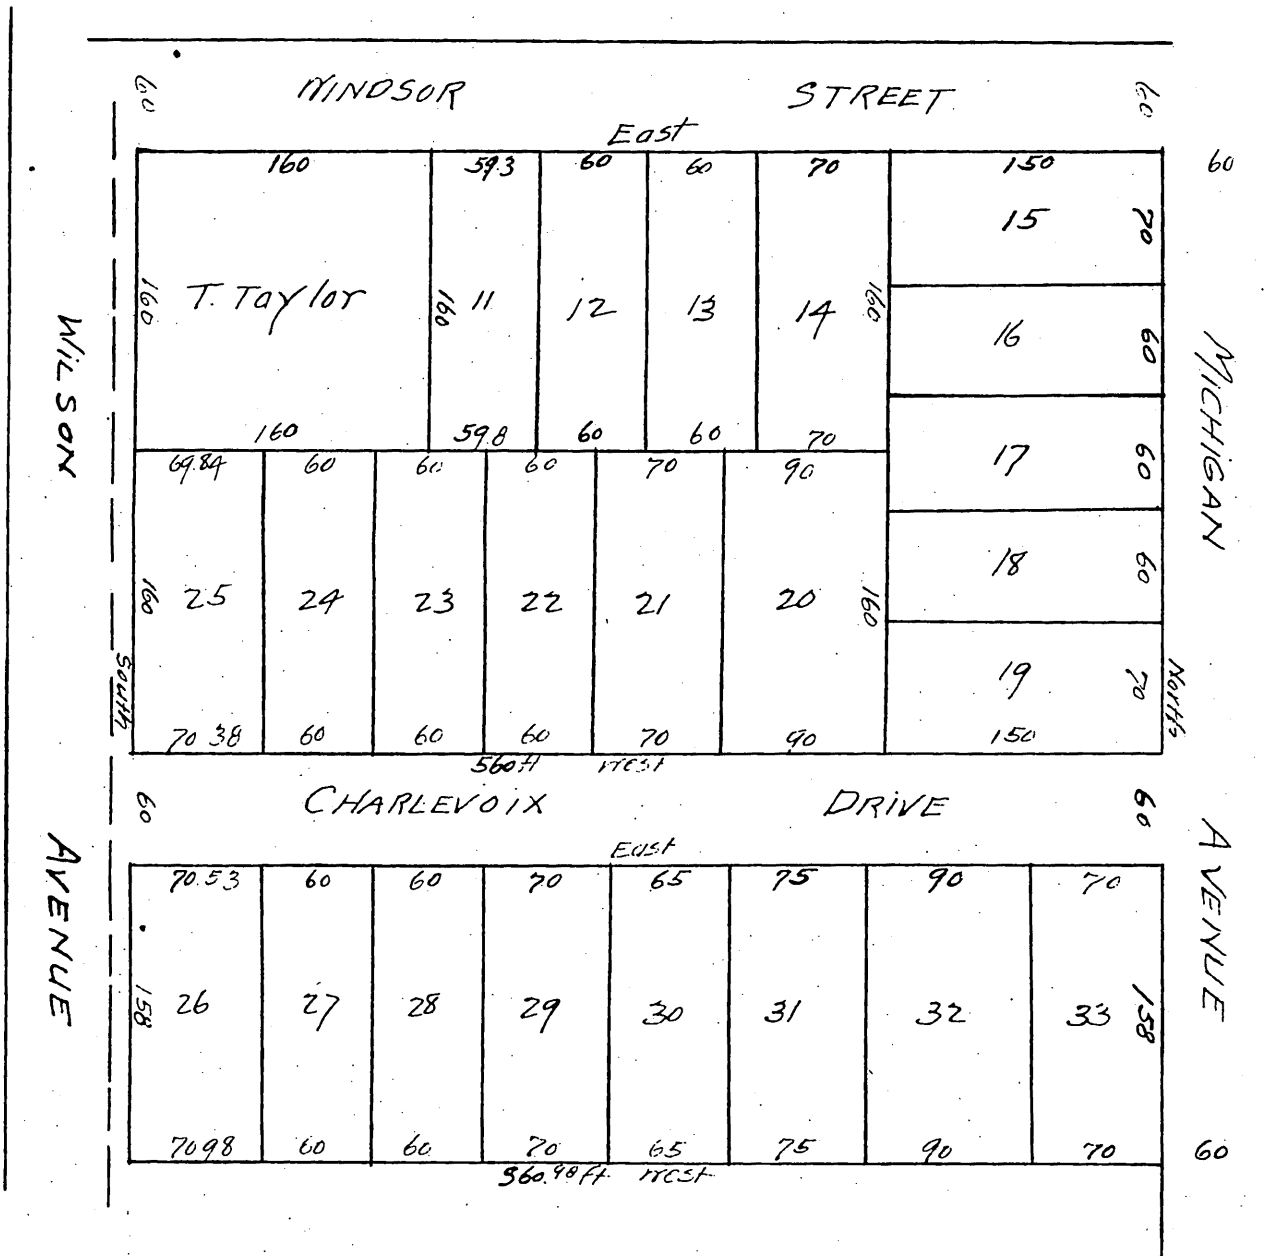 60 WINDSOR STREET 60
East
160 59.3 60 60 70 150 60
15 70
160 T. Taylor 160 11 12 13 14 160
16 60
160 59.8 60 60 70
69.84 60 60 60 70 90
17 60
18 60
160 25 24 23 22 21 20 160
19 70
South North
70 38 60 60 60 70 90 150
560 ft West
60 CHARLEVOIX DRIVE 60
East
70.53 60 60 70 65 75 90 70
158 26 27 28 29 30 31 32 33 158
7098 60 60 70 65 75 90 70 60
560.98 ft West
WILSON AVENUE
MICHIGAN AVENUE